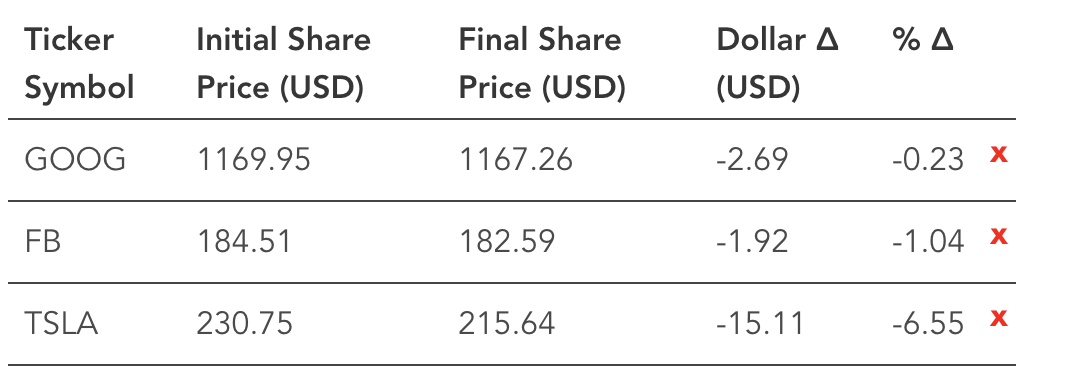 Ticker Symbol Initial Share Price (USD) Final Share Price (USD) Dollar Δ (USD) % Δ
GOOG 1169.95 1167.26 -2.69 -0.23 x
FB 184.51 182.59 -1.92 -1.04 x
TSLA 230.75 215.64 -15.11 -6.55 x